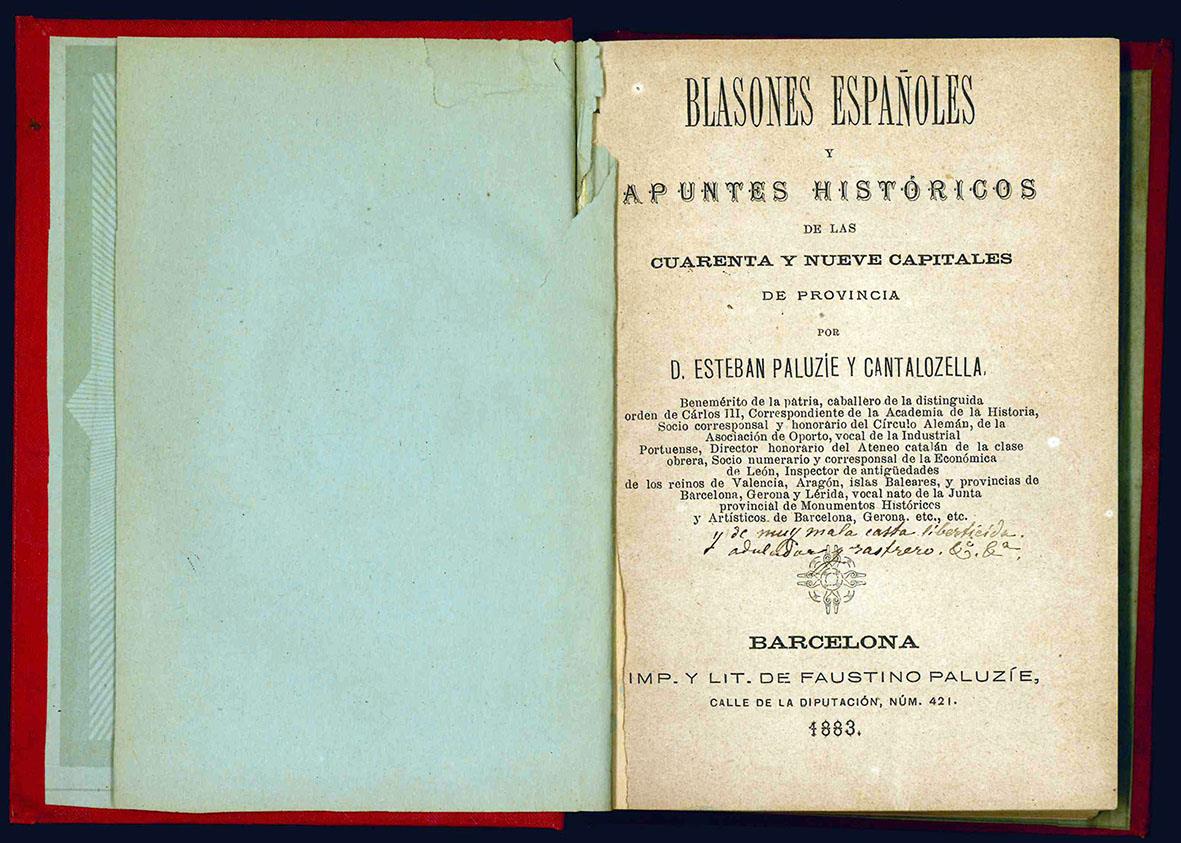 BLASONES ESPAÑOLES
Y
APUNTES HISTÓRICOS
DE LAS
CUARENTA Y NUEVE CAPITALES
DE PROVINCIA
POR
D. ESTEBAN PALUZÍE Y CANTALOZELLA,
Benemérito de la patria, caballero de la distinguida
orden de Cárlos III, Correspondiente de la Academia de la Historia,
Socio corresponsal y honorario del Círculo Alemán, de la
Asociación de Oporto, vocal de la Industrial
Portuense, Director honorario del Ateneo catalán de la clase
obrera, Socio numerario y corresponsal de la Económica
de León, Inspector de antigüedades
de los reinos de Valencia, Aragón, islas Baleares, y provincias de
Barcelona, Gerona y Lérida, vocal nato de la Junta
provincial de Monumentos Históricos
y Artísticos de Barcelona, Gerona, etc., etc.
y de muy mala casta liberticida.
adulador y rastrero. &ª. &ª.
BARCELONA
IMP. Y LIT. DE FAUSTINO PALUZÍE,
CALLE DE LA DIPUTACIÓN, NÚM. 421.
1883.